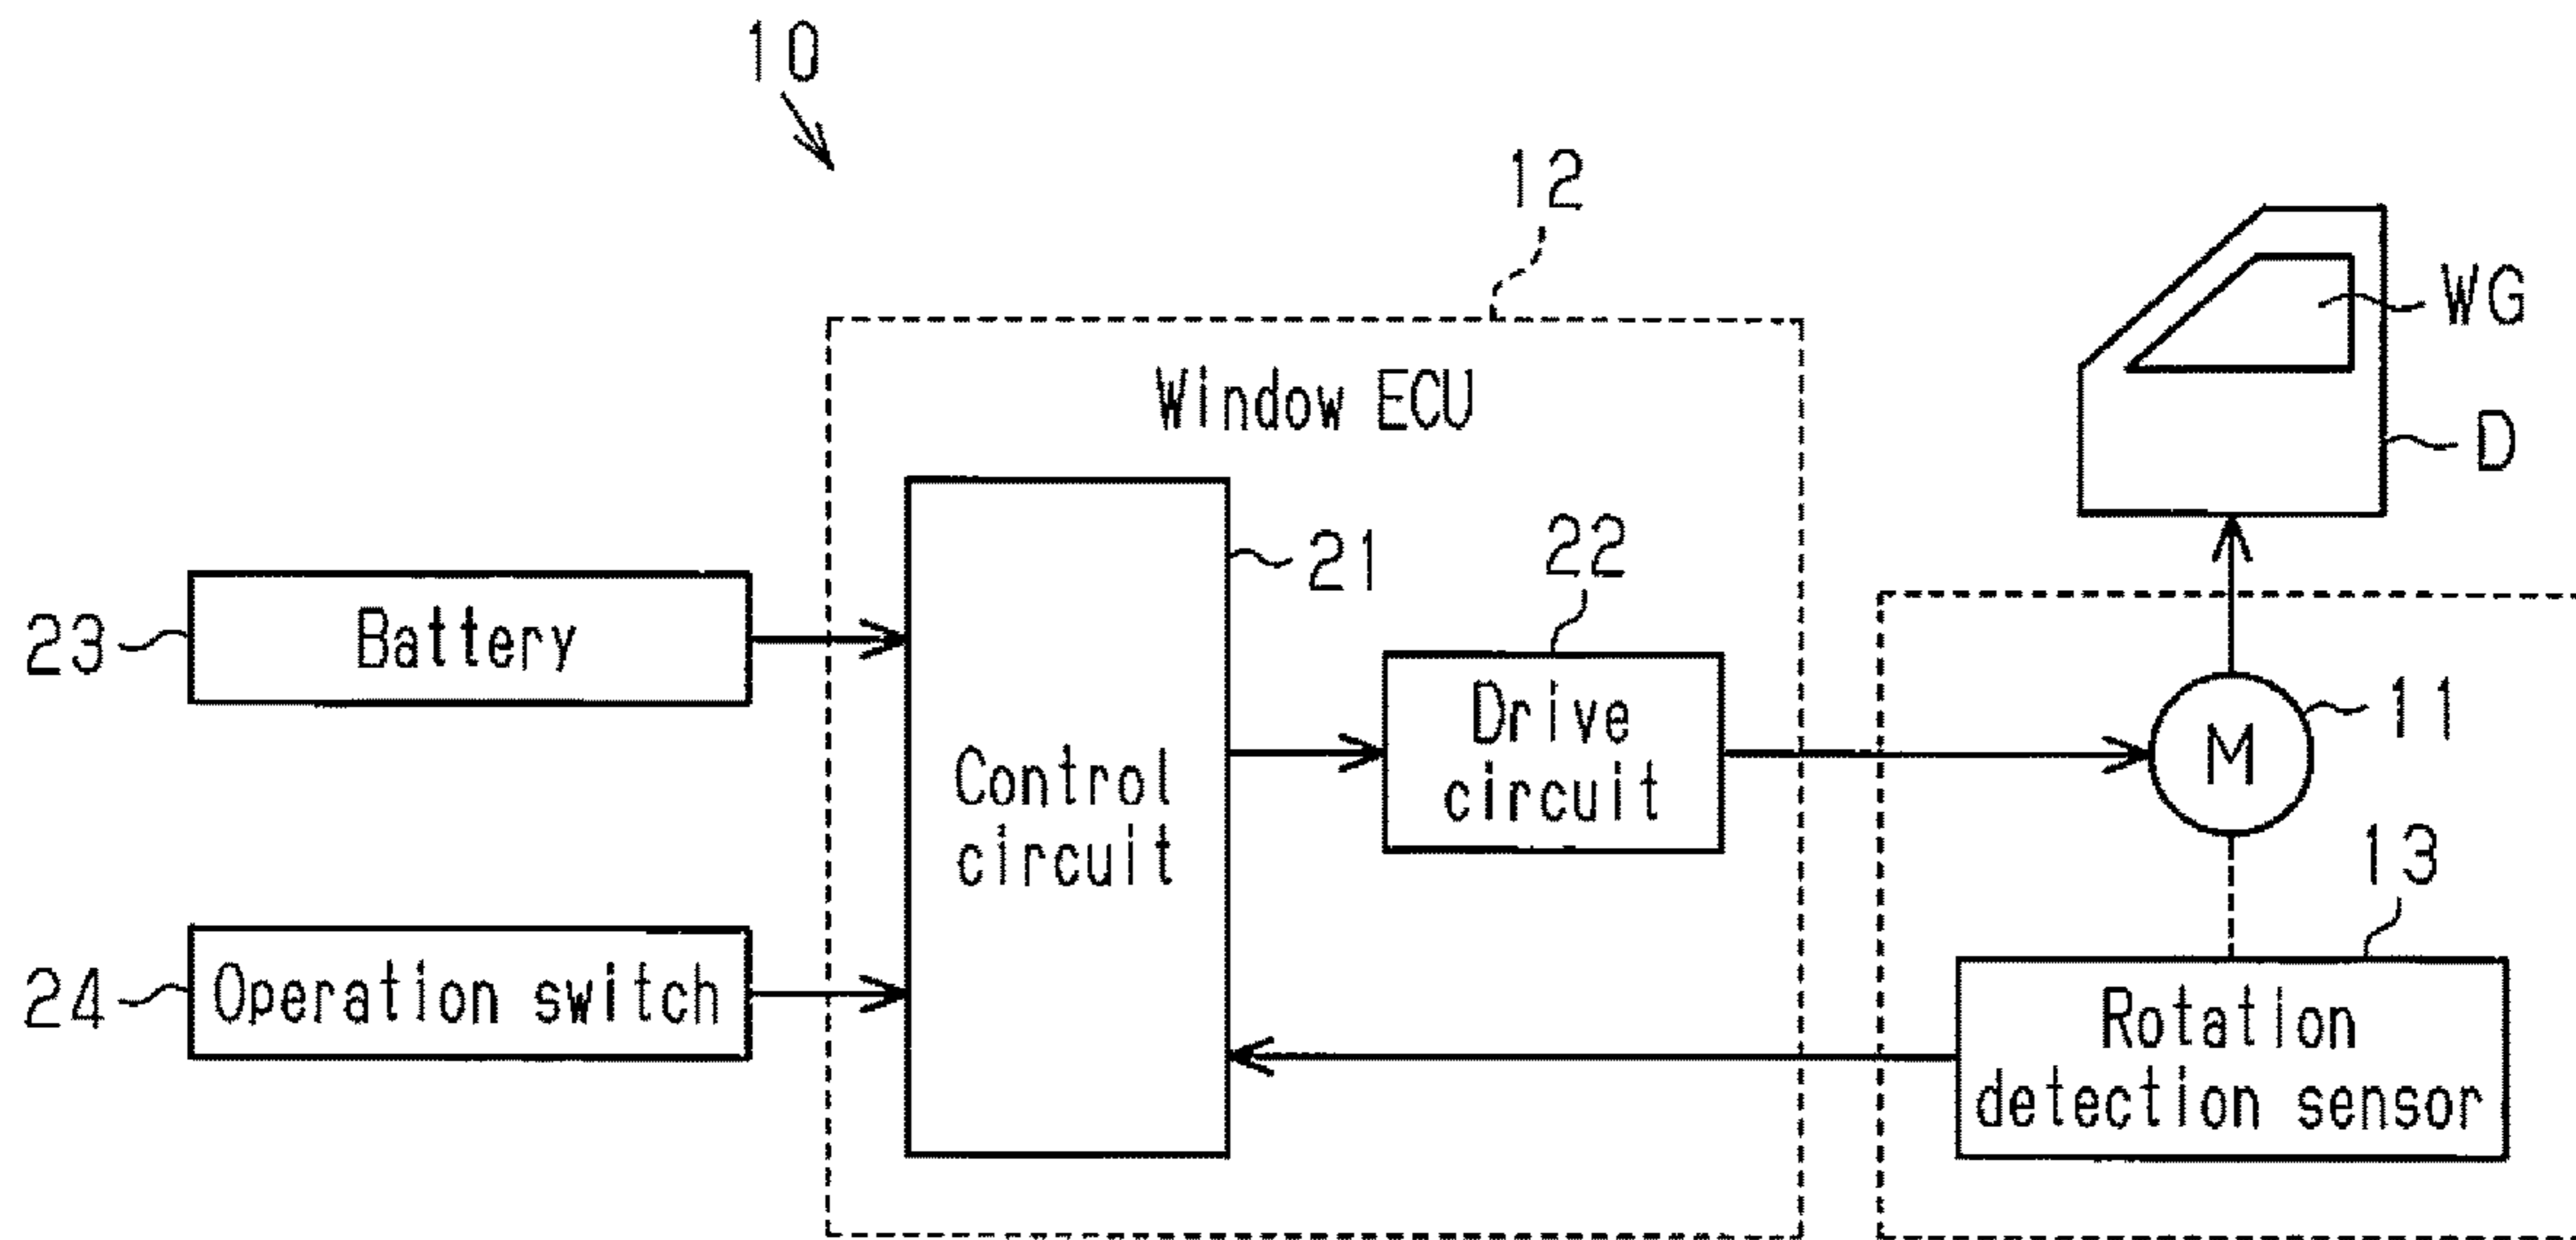 10
12
WG
Window ECU
D
21
22
23
Battery
Drive
circuit
11
M
Control
circuit
13
24
Operation switch
Rotation
detection sensor